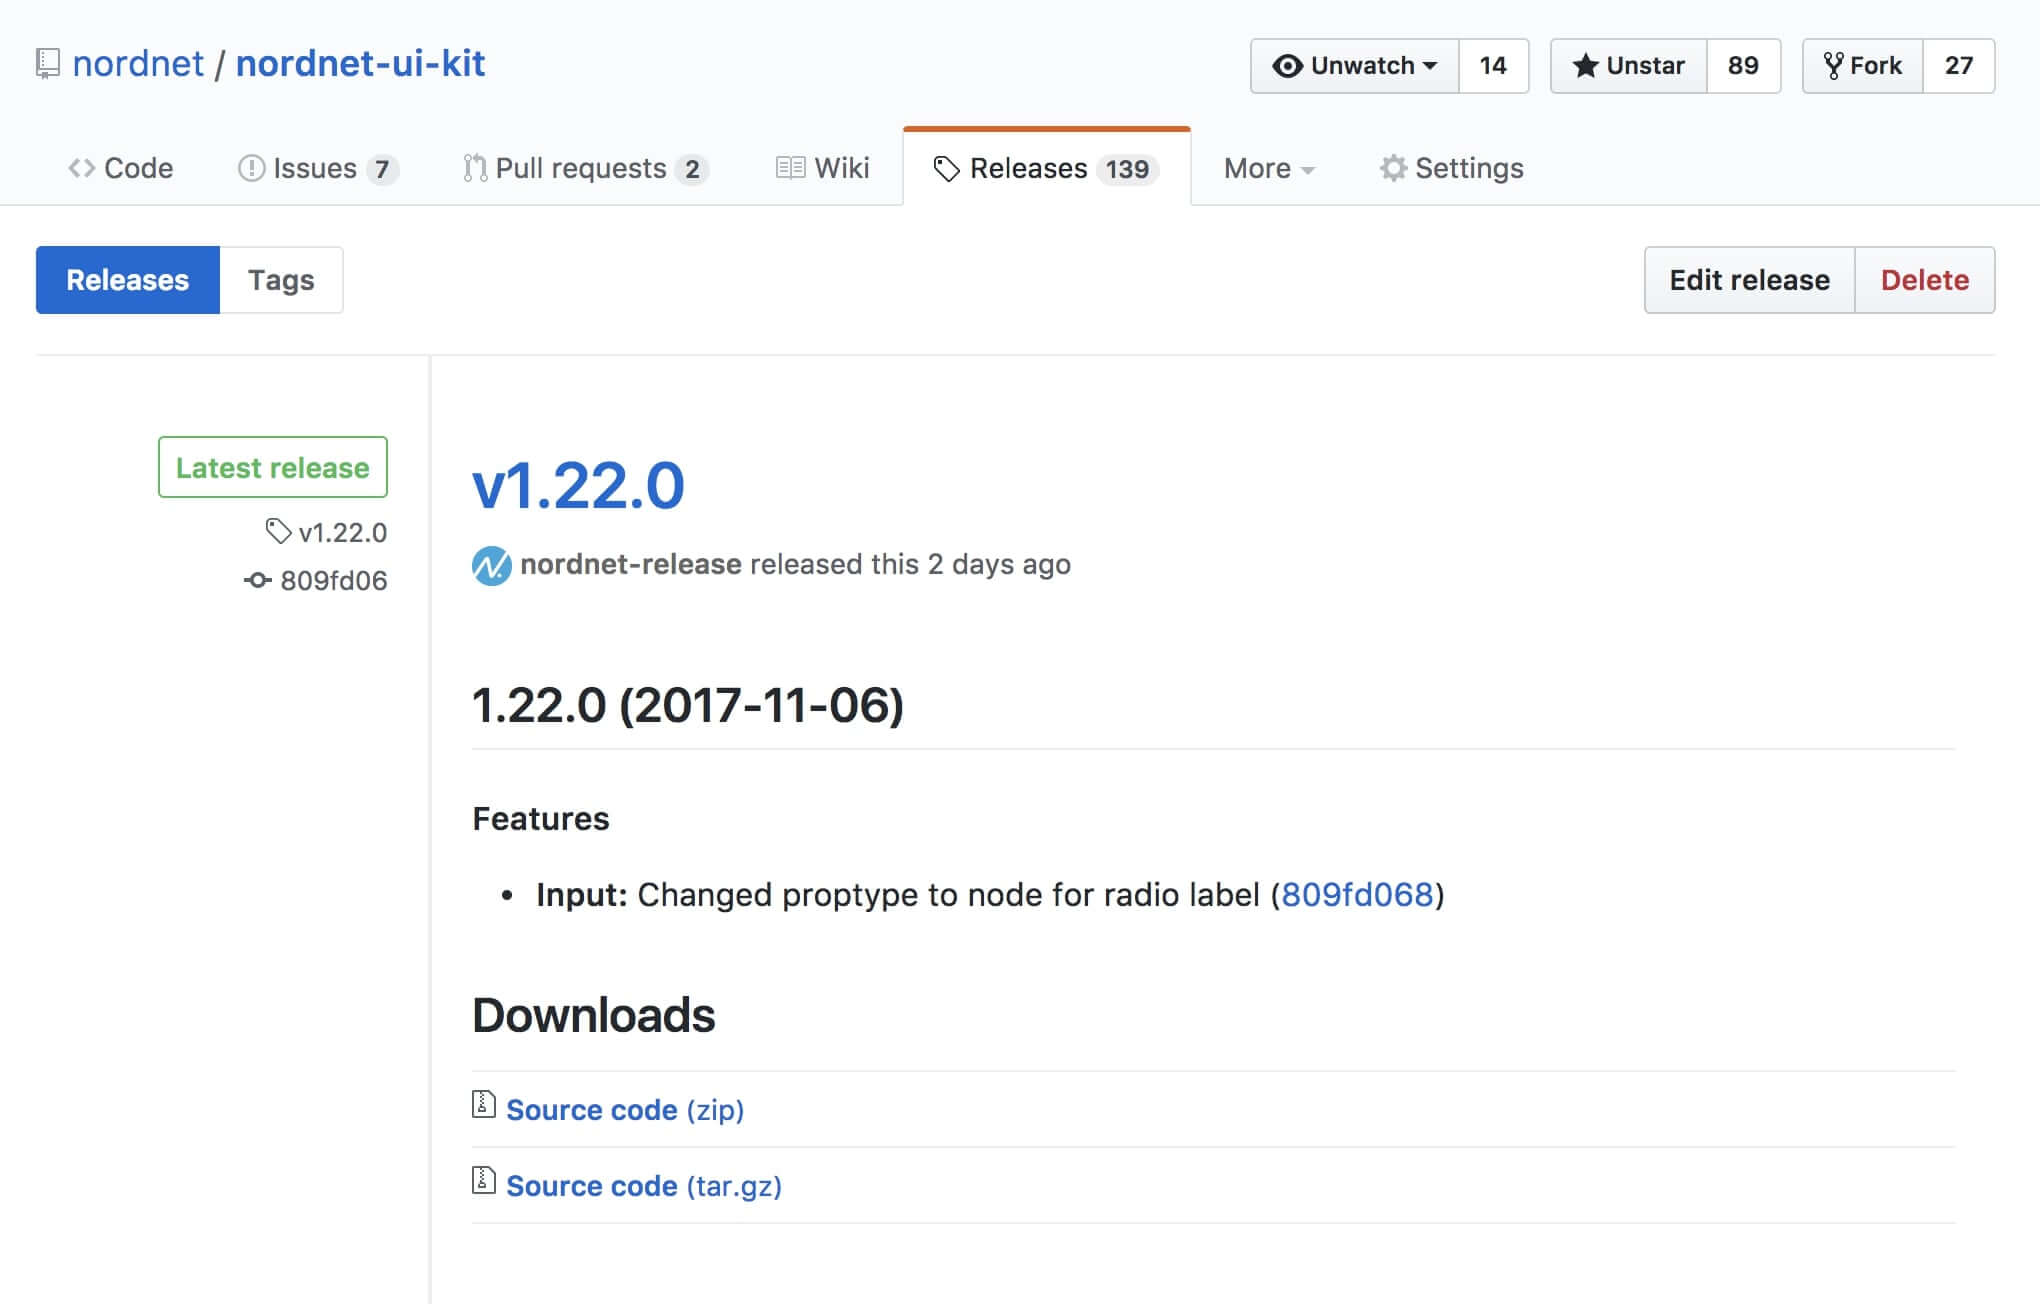 nordnet / nordnet-ui-kit
Unwatch 14 Unstar 89 Fork 27
Code Issues 7 Pull requests 2 Wiki Releases 139 More Settings
Releases Tags Edit release Delete
Latest release
v1.22.0
809fd06
v1.22.0
nordnet-release released this 2 days ago
1.22.0 (2017-11-06)
Features
• Input: Changed proptype to node for radio label (809fd068)
Downloads
Source code (zip)
Source code (tar.gz)